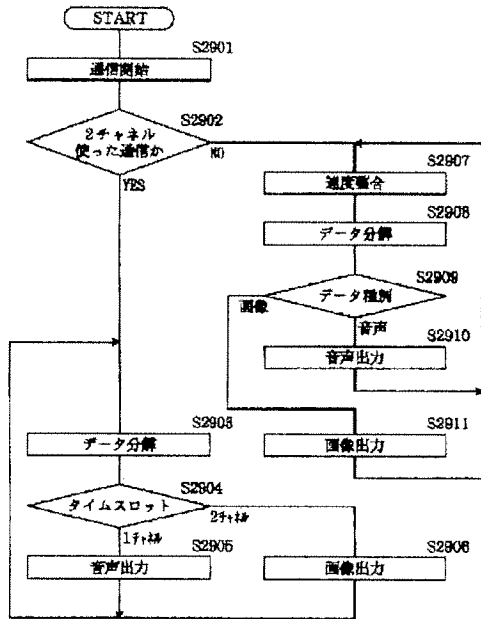 START
S2901
通信開始
S2902
2チャネル
使った通信か
NO
YES
S2907
速度整合
S2908
データ分解
S2909
データ種別
画像
音声
S2910
音声出力
S2903
データ分解
S2911
画像出力
S2904
タイムスロット
2チャネル
1チャネル
S2905
音声出力
S2906
画像出力